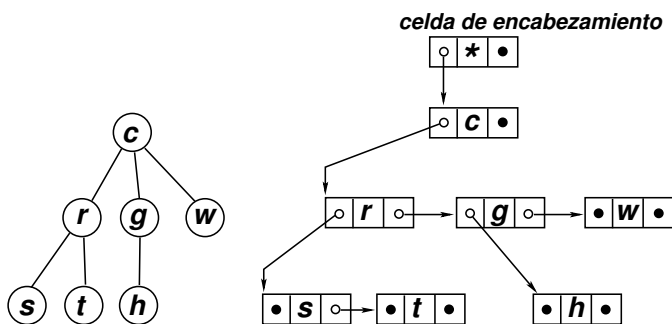 celda de encabezamiento
*
c
c
r g w
r g w
s t h
s t h